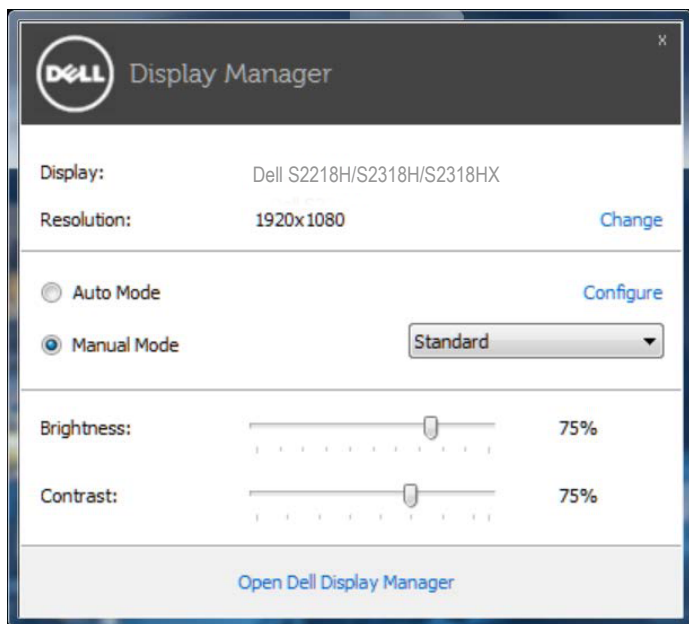 DELL Display Manager
x
Display: Dell S2218H/S2318H/S2318HX
Resolution: 1920x1080 Change
Auto Mode Configure
Manual Mode Standard
Brightness: 75%
Contrast: 75%
Open Dell Display Manager